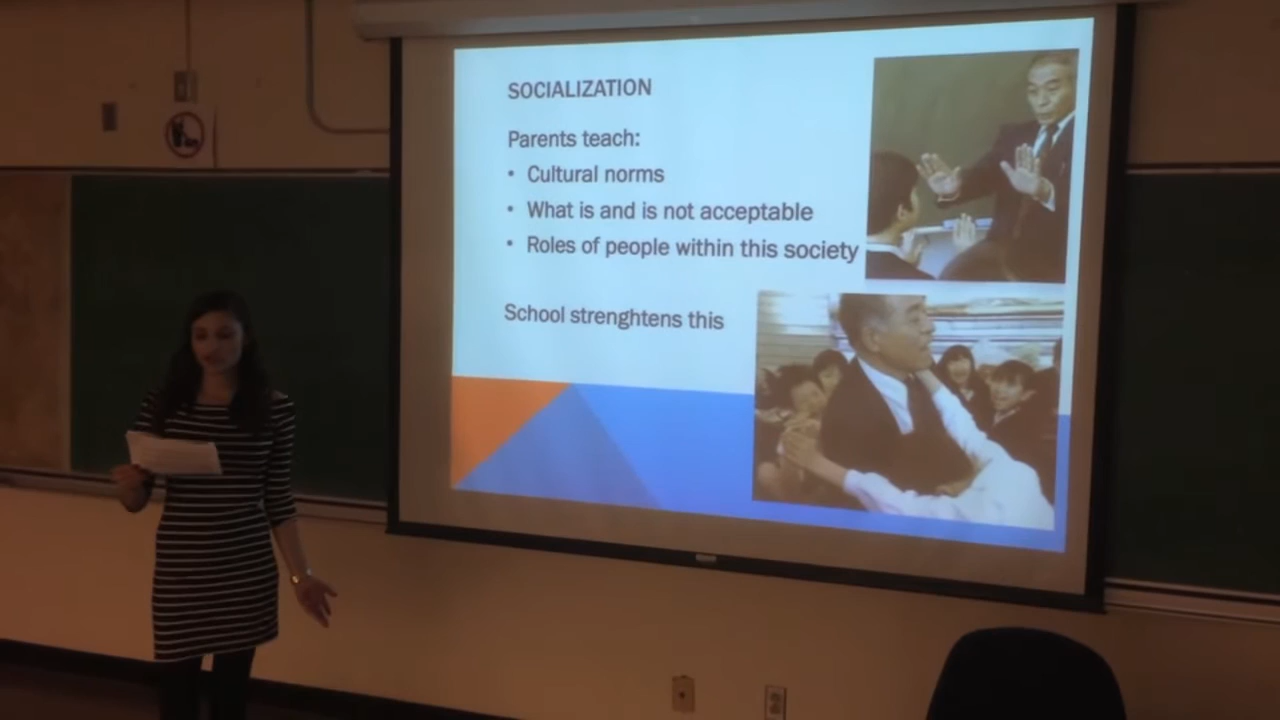 SOCIALIZATION
Parents teach:
• Cultural norms
• What is and is not acceptable
• Roles of people within this society
School strenghtens this